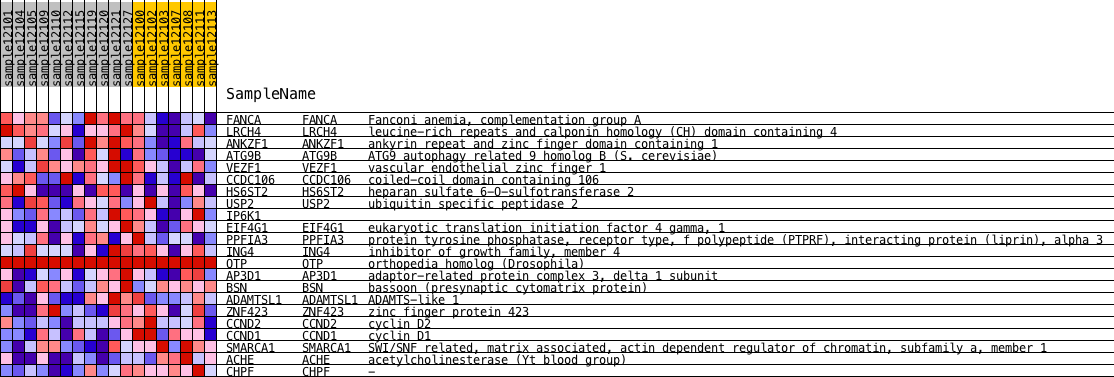 sample12101
sample12104
sample12105
sample12109
sample12110
sample12112
sample12115
sample12119
sample12120
sample12121
sample12127
sample12100
sample12102
sample12103
sample12107
sample12108
sample12111
sample12113
SampleName
FANCA FANCA Fanconi anemia, complementation group A
LRCH4 LRCH4 leucine-rich repeats and calponin homology (CH) domain containing 4
ANKZF1 ANKZF1 ankyrin repeat and zinc finger domain containing 1
ATG9B ATG9B ATG9 autophagy related 9 homolog B (S. cerevisiae)
VEZF1 VEZF1 vascular endothelial zinc finger 1
CCDC106 CCDC106 coiled-coil domain containing 106
HS6ST2 HS6ST2 heparan sulfate 6-O-sulfotransferase 2
USP2 USP2 ubiquitin specific peptidase 2
IP6K1
EIF4G1 EIF4G1 eukaryotic translation initiation factor 4 gamma, 1
PPFIA3 PPFIA3 protein tyrosine phosphatase, receptor type, f polypeptide (PTPRF), interacting protein (liprin), alpha 3
ING4 ING4 inhibitor of growth family, member 4
OTP OTP orthopedia homolog (Drosophila)
AP3D1 AP3D1 adaptor-related protein complex 3, delta 1 subunit
BSN BSN bassoon (presynaptic cytomatrix protein)
ADAMTSL1 ADAMTSL1 ADAMTS-like 1
ZNF423 ZNF423 zinc finger protein 423
CCND2 CCND2 cyclin D2
CCND1 CCND1 cyclin D1
SMARCA1 SMARCA1 SWI/SNF related, matrix associated, actin dependent regulator of chromatin, subfamily a, member 1
ACHE ACHE acetylcholinesterase (Yt blood group)
CHPF CHPF -